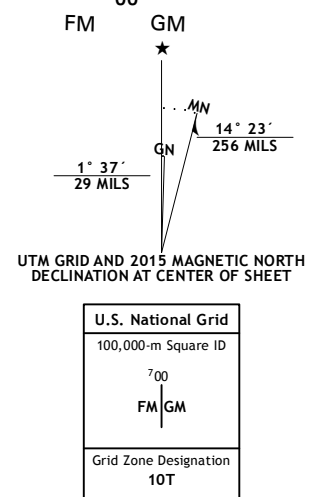 00
FM GM
★
MN
GN
14° 23´
256 MILS
1° 37´
29 MILS
UTM GRID AND 2015 MAGNETIC NORTH
DECLINATION AT CENTER OF SHEET
U.S. National Grid
100,000-m Square ID
⁷00
FM GM
Grid Zone Designation
10T